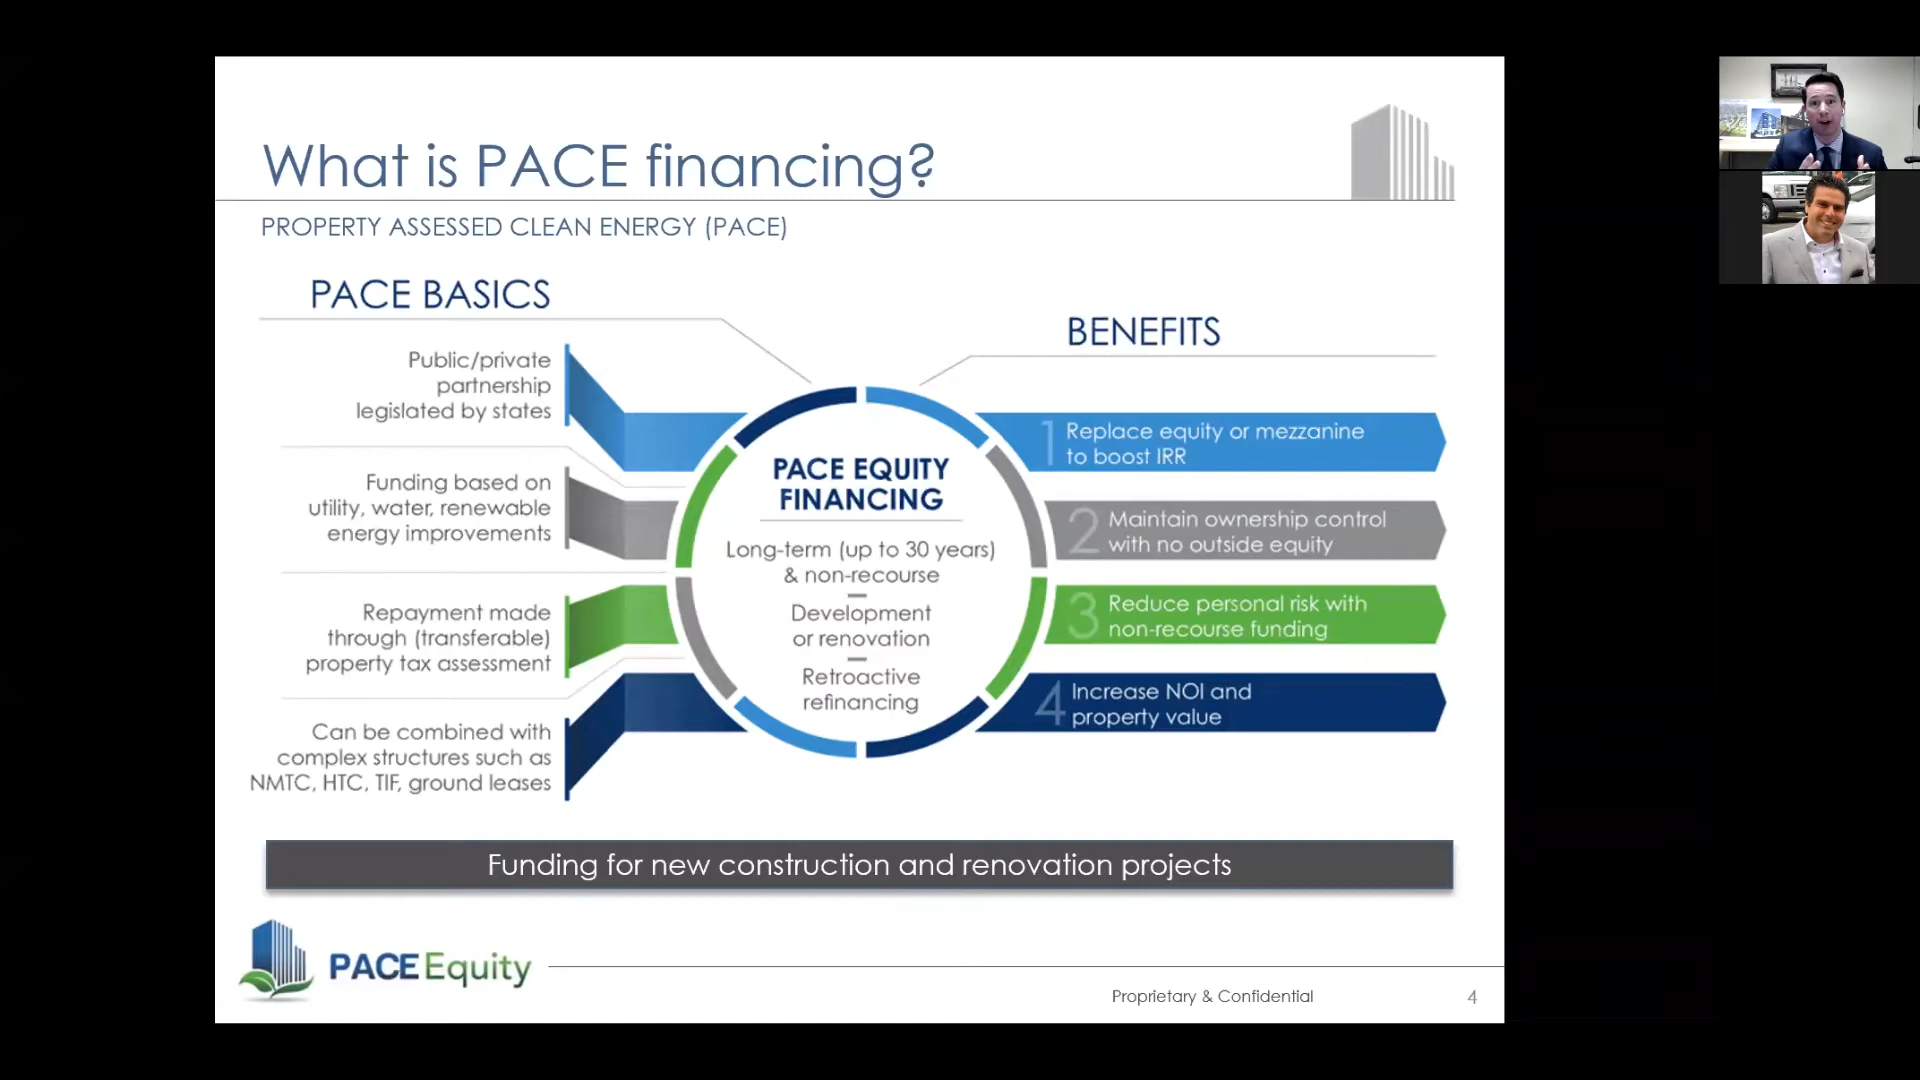 What is PACE financing?
PROPERTY ASSESSED CLEAN ENERGY (PACE)
PACE BASICS
Public/private
partnership
legislated by states
Funding based on
utility, water, renewable
energy improvements
Repayment made
through (transferable)
property tax assessment
Can be combined with
complex structures such as
NMTC, HTC, TIF, ground leases
PACE EQUITY
FINANCING
Long-term (up to 30 years)
& non-recourse
Development
or renovation
Retroactive
refinancing
BENEFITS
1 Replace equity or mezzanine
to boost IRR
2 Maintain ownership control
with no outside equity
3 Reduce personal risk with
non-recourse funding
4 Increase NOI and
property value
Funding for new construction and renovation projects
PACE Equity
Proprietary & Confidential
4